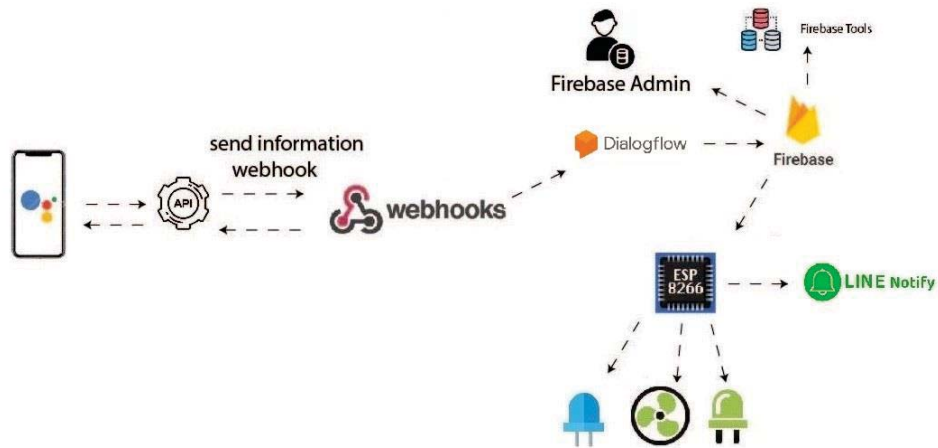 Firebase Tools
Firebase Admin
send information
webhook
Dialogflow
Firebase
API
webhooks
ESP
8266
LINE Notify